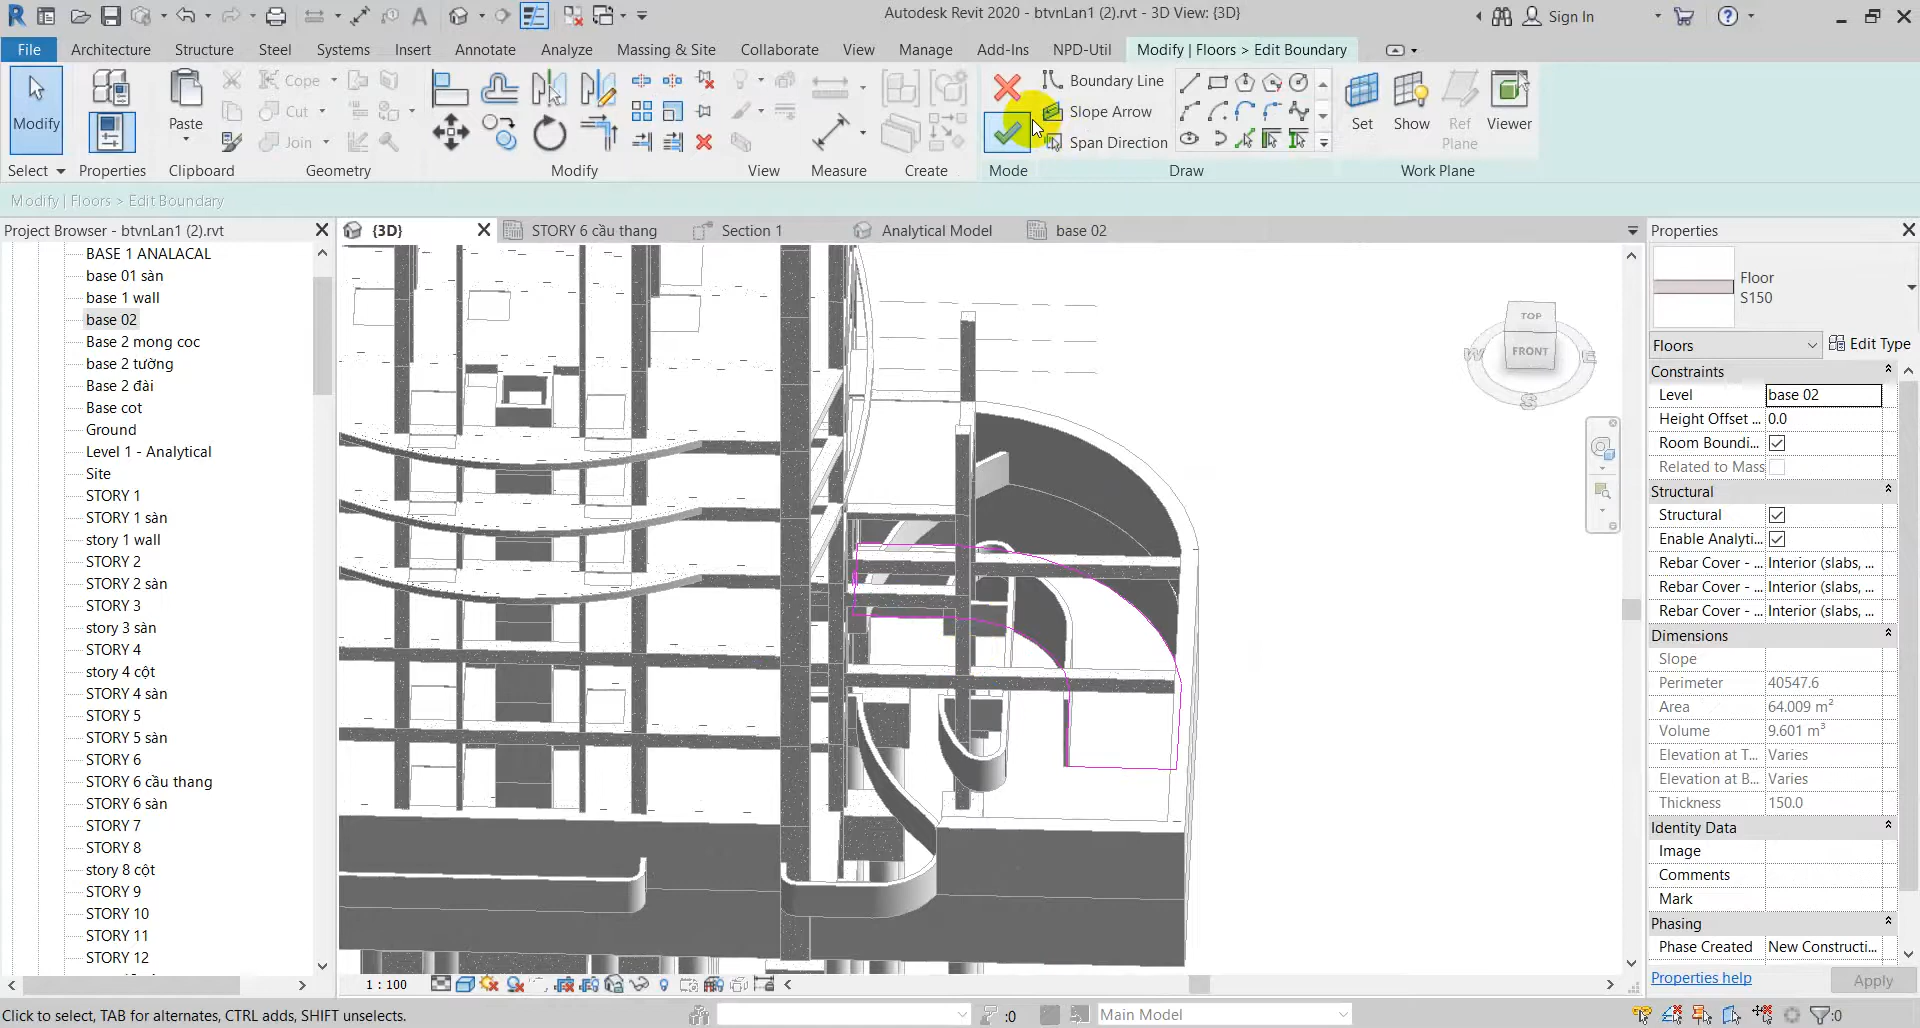 Autodesk Revit 2020 - btvnLan1 (2).rvt - 3D View: {3D}
Sign In
File Architecture Structure Steel Systems Insert Annotate Analyze Massing & Site Collaborate View Manage Add-Ins NPD-Util Modify | Floors > Edit Boundary
Modify
Paste
Cope
Cut
Join
Boundary Line
Slope Arrow
Span Direction
Set
Show
Ref
Plane
Viewer
Select Properties Clipboard Geometry Modify View Measure Create Mode Draw Work Plane
Modify | Floors > Edit Boundary
Project Browser - btvnLan1 (2).rvt
BASE 1 ANALACAL
base 01 sàn
base 1 wall
base 02
Base 2 mong coc
base 2 tường
Base 2 đài
Base cot
Ground
Level 1 - Analytical
Site
STORY 1
STORY 1 sàn
story 1 wall
STORY 2
STORY 2 sàn
STORY 3
story 3 sàn
STORY 4
story 4 cột
STORY 4 sàn
STORY 5
STORY 5 sàn
STORY 6
STORY 6 cầu thang
STORY 6 sàn
STORY 7
STORY 8
story 8 cột
STORY 9
STORY 10
STORY 11
STORY 12
{3D}
STORY 6 cầu thang
Section 1
Analytical Model
base 02
TOP
FRONT
W
E
S
1 : 100
Properties
Floor
S150
Floors
Edit Type
Constraints
Level base 02
Height Offset ... 0.0
Room Boundi...
Related to Mass
Structural
Structural
Enable Analyti...
Rebar Cover - ... Interior (slabs, ...
Rebar Cover - ... Interior (slabs, ...
Rebar Cover - ... Interior (slabs, ...
Dimensions
Slope
Perimeter 40547.6
Area 64.009 m²
Volume 9.601 m³
Elevation at T... Varies
Elevation at B... Varies
Thickness 150.0
Identity Data
Image
Comments
Mark
Phasing
Phase Created New Constructi...
Properties help
Apply
Click to select, TAB for alternates, CTRL adds, SHIFT unselects.
:0
Main Model
:0